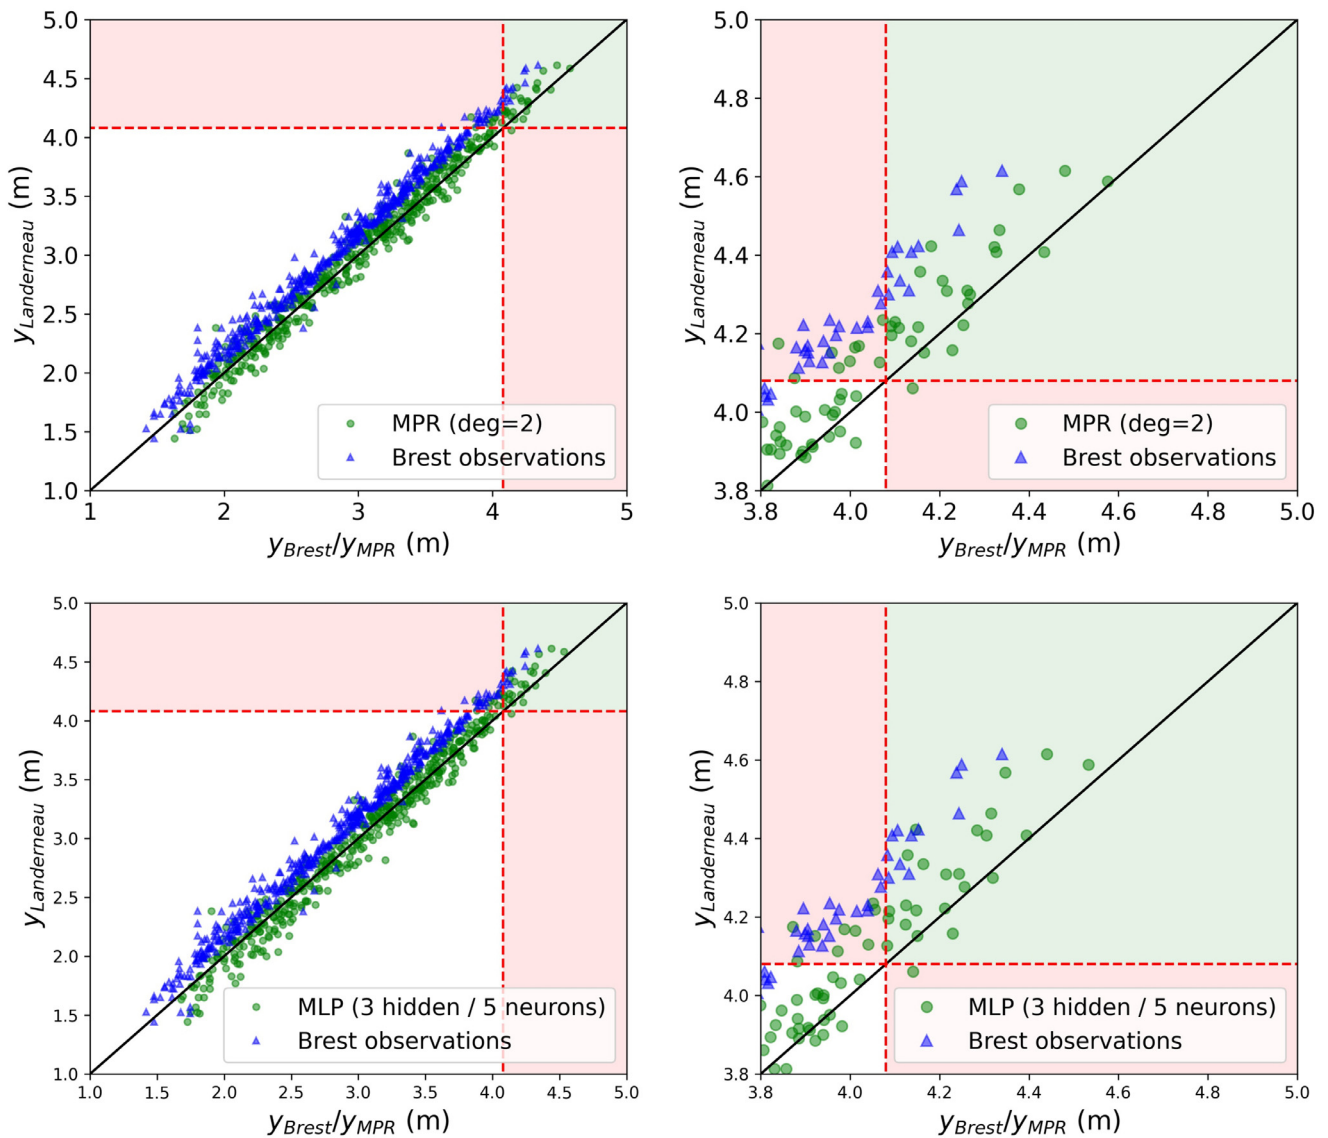 5.0
4.5
4.0
3.5
3.0
2.5
2.0
1.5
1.0
y_Landerneau (m)
MPR (deg=2)
Brest observations
1 2 3 4 5
y_Brest/y_MPR (m)
5.0
4.8
4.6
4.4
4.2
4.0
3.8
y_Landerneau (m)
MPR (deg=2)
Brest observations
3.8 4.0 4.2 4.4 4.6 4.8 5.0
y_Brest/y_MPR (m)
5.0
4.5
4.0
3.5
3.0
2.5
2.0
1.5
1.0
y_Landerneau (m)
MLP (3 hidden / 5 neurons)
Brest observations
1.0 1.5 2.0 2.5 3.0 3.5 4.0 4.5 5.0
y_Brest/y_MPR (m)
5.0
4.8
4.6
4.4
4.2
4.0
3.8
y_Landerneau (m)
MLP (3 hidden / 5 neurons)
Brest observations
3.8 4.0 4.2 4.4 4.6 4.8 5.0
y_Brest/y_MPR (m)